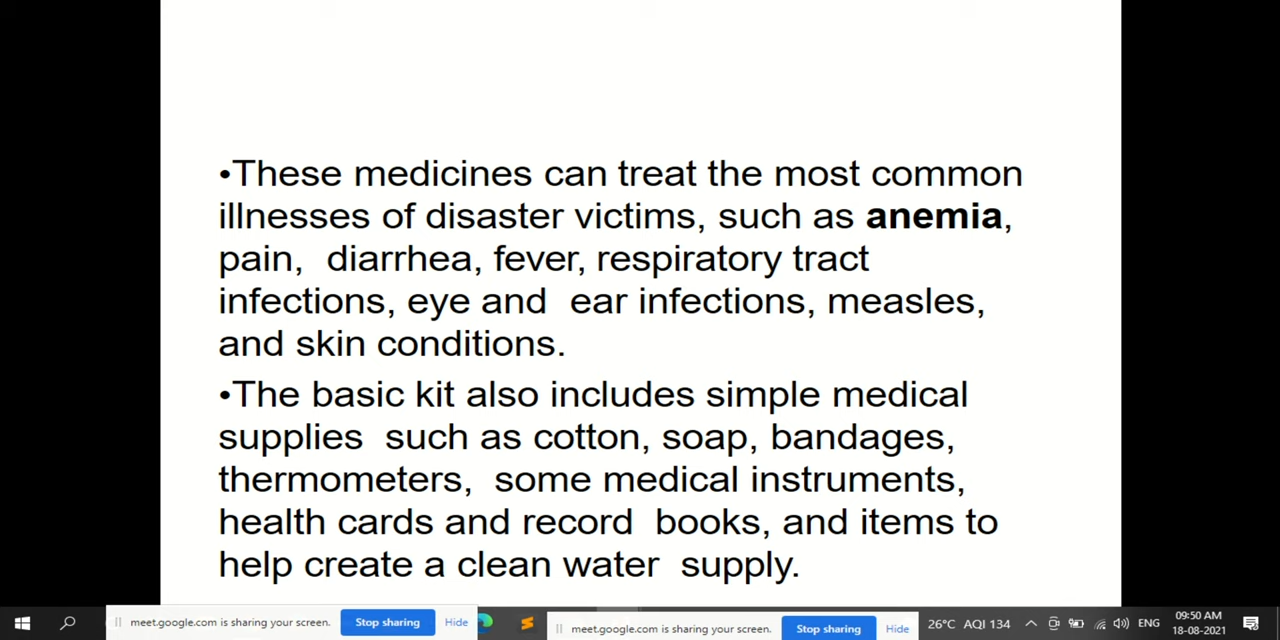 •These medicines can treat the most common
illnesses of disaster victims, such as anemia,
pain,  diarrhea, fever, respiratory tract
infections, eye and  ear infections, measles,
and skin conditions.
•The basic kit also includes simple medical
supplies  such as cotton, soap, bandages,
thermometers,  some medical instruments,
health cards and record  books, and items to
help create a clean water  supply.
meet.google.com is sharing your screen. Stop sharing Hide
meet.google.com is sharing your screen. Stop sharing Hide
26°C AQI 134 ENG
09:50 AM
18-08-2021